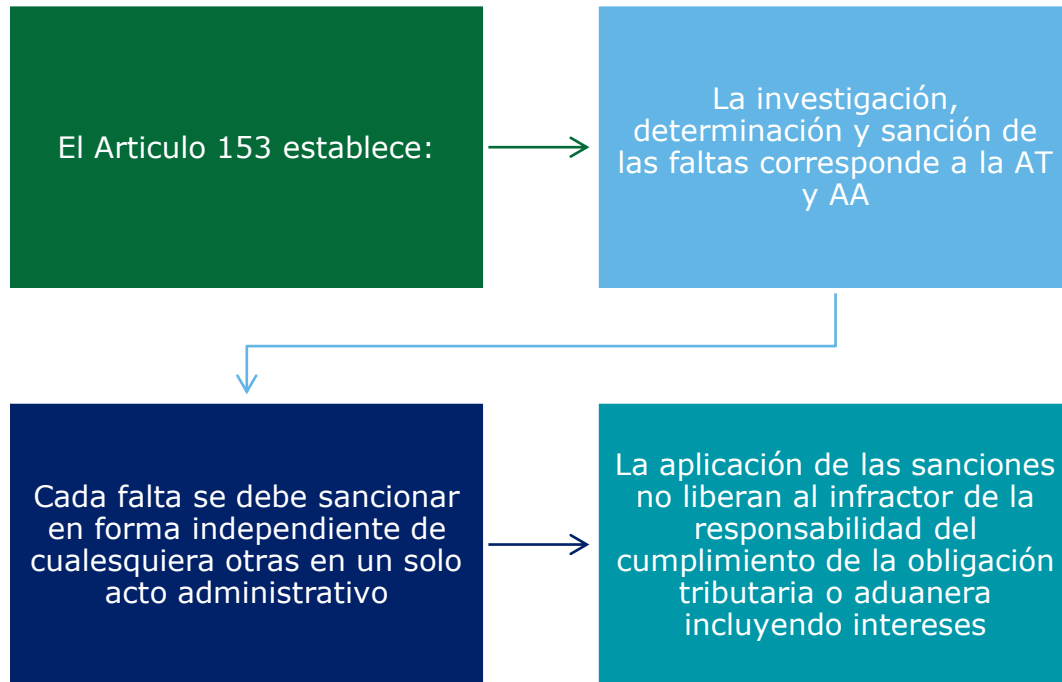 El Articulo 153 establece:
La investigación,
determinación y sanción de
las faltas corresponde a la AT
y AA
Cada falta se debe sancionar
en forma independiente de
cualesquiera otras en un solo
acto administrativo
La aplicación de las sanciones
no liberan al infractor de la
responsabilidad del
cumplimiento de la obligación
tributaria o aduanera
incluyendo intereses